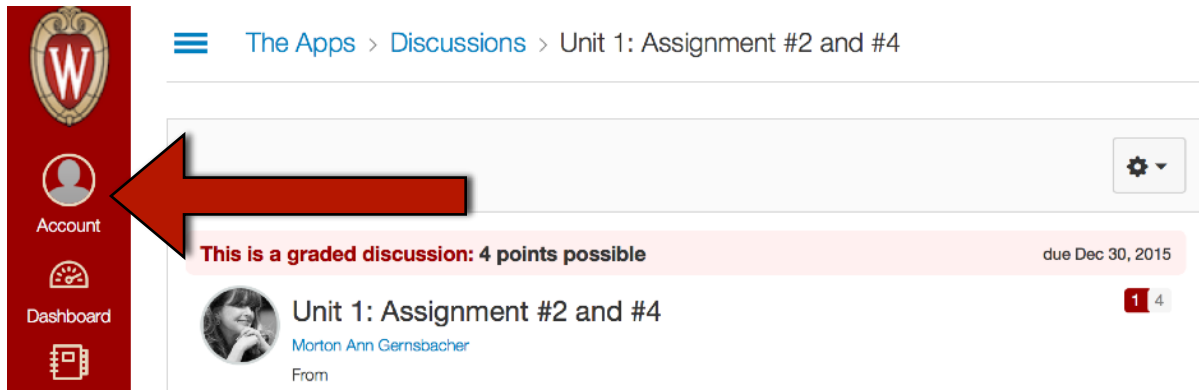 W
The Apps > Discussions > Unit 1: Assignment #2 and #4
Account
This is a graded discussion: 4 points possible due Dec 30, 2015
Dashboard
Unit 1: Assignment #2 and #4 1 4
Morton Ann Gernsbacher
From